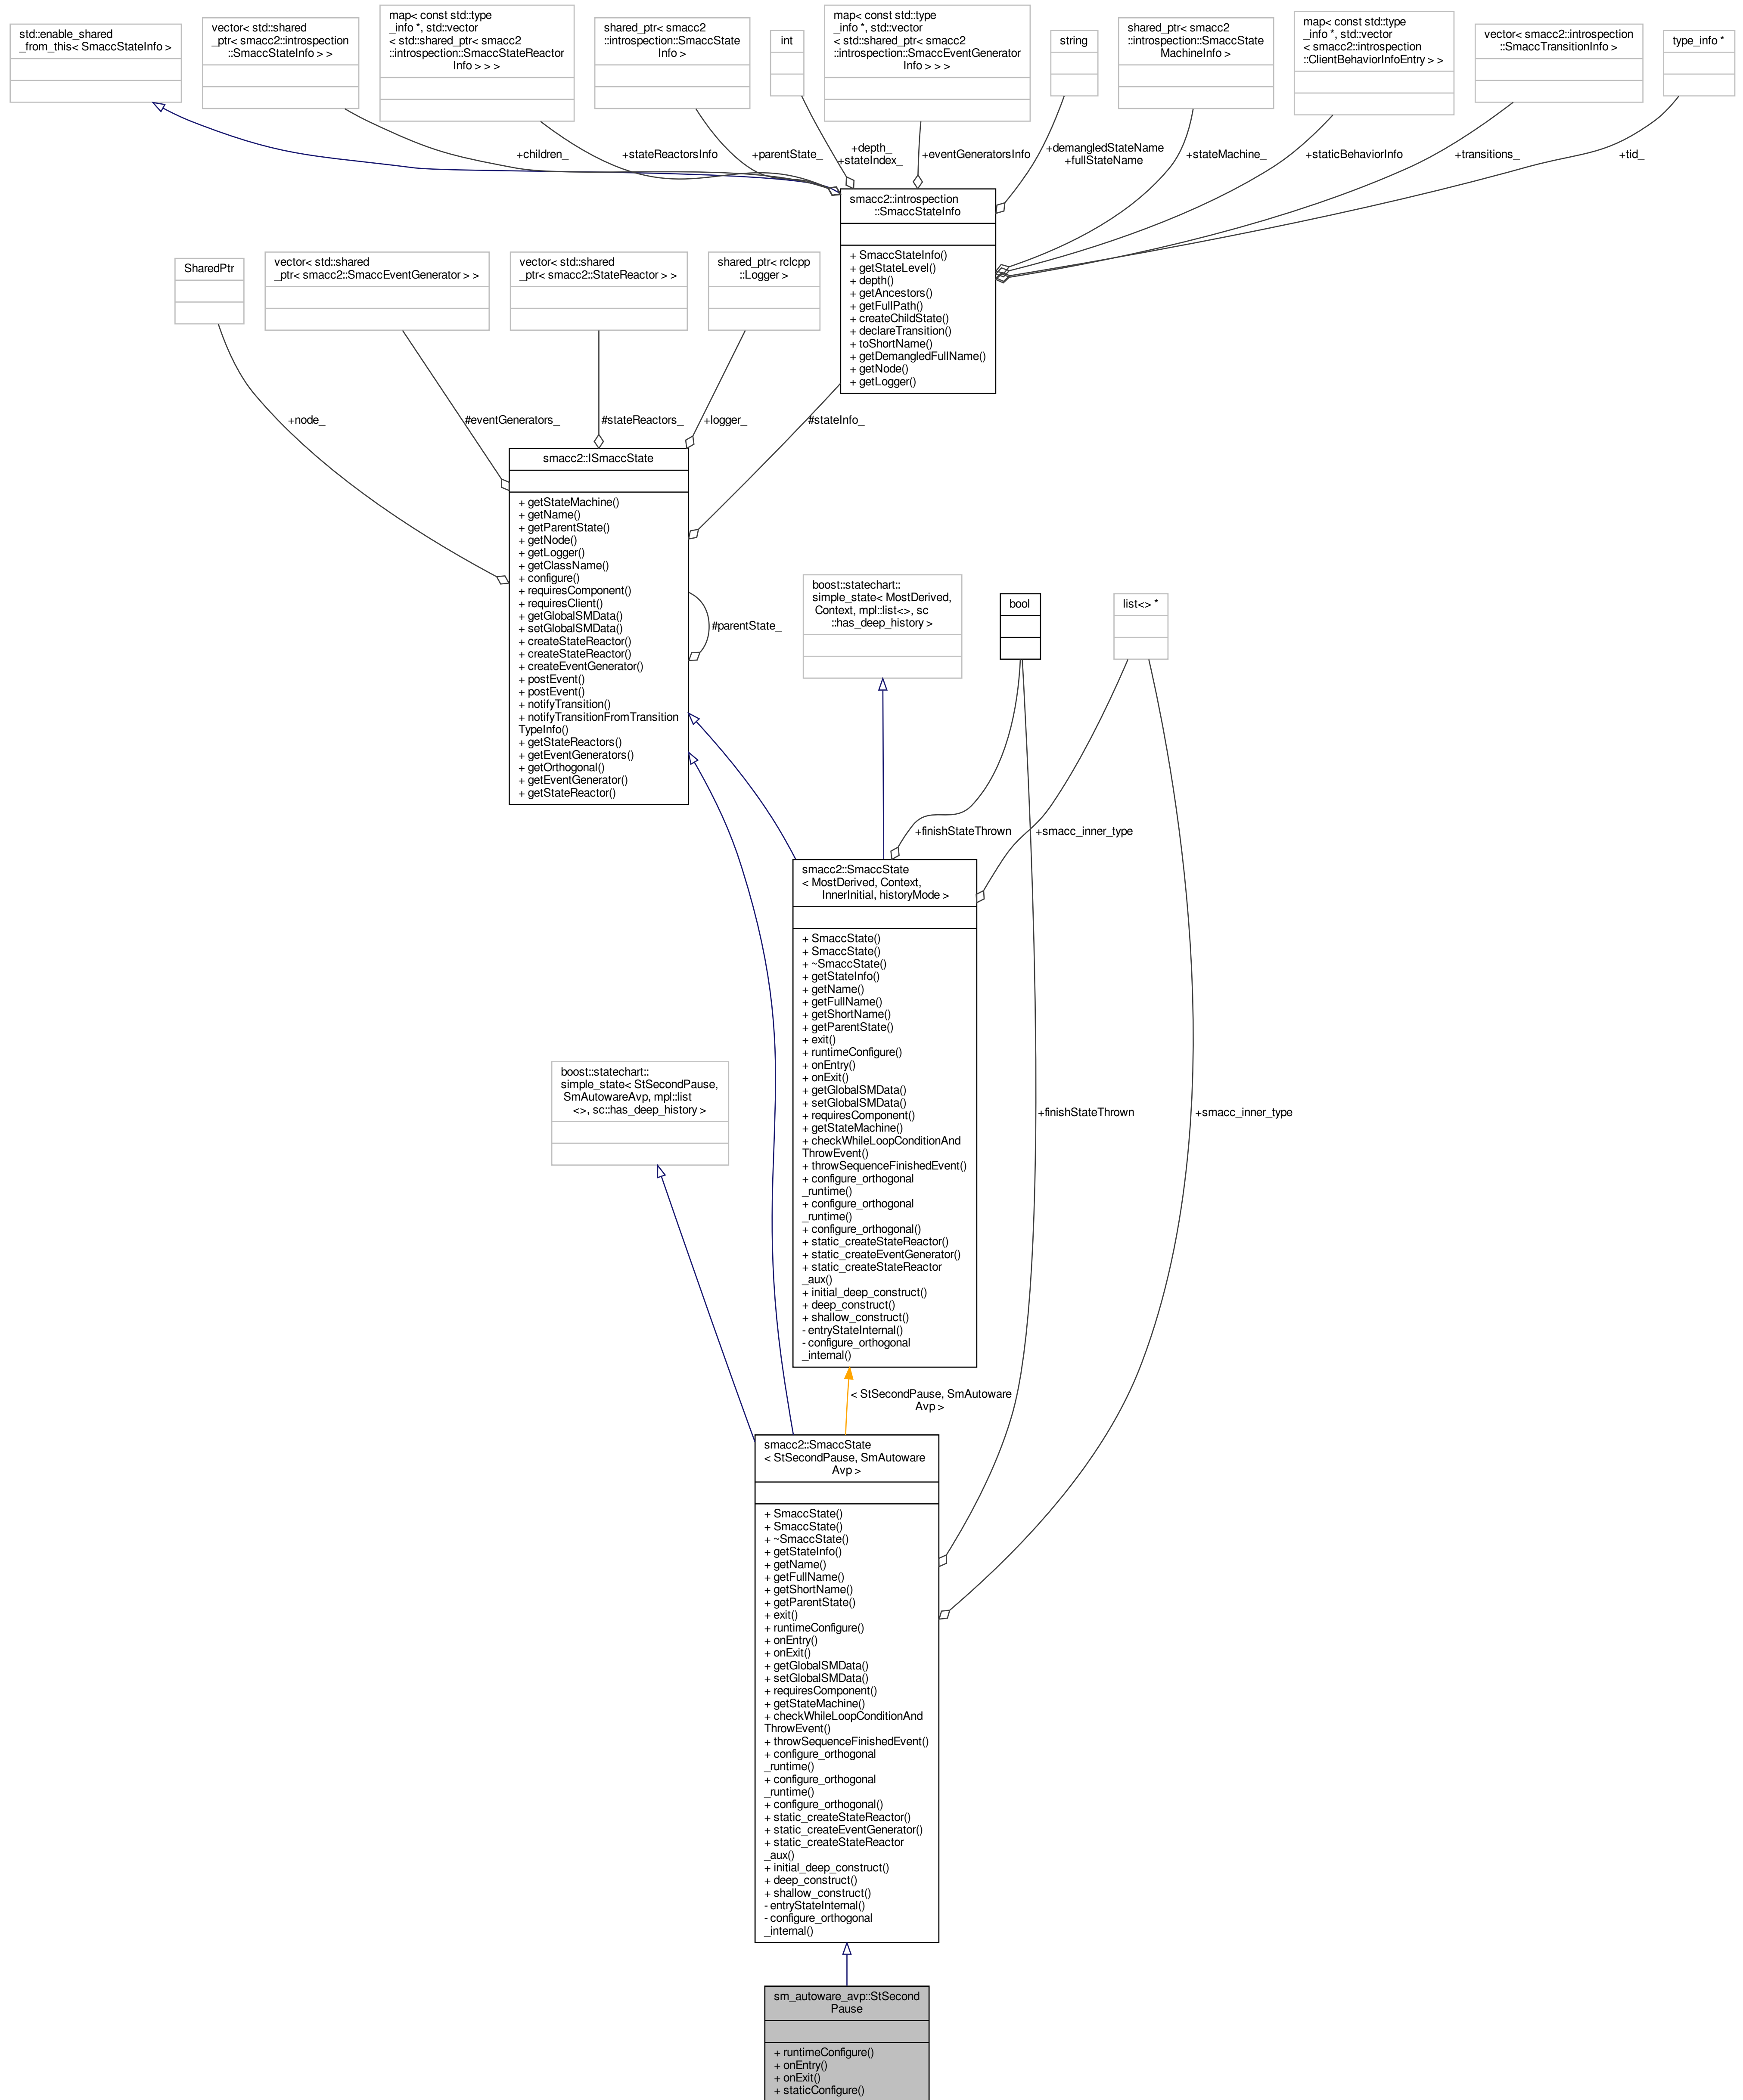 std::enable_shared
_from_this< SmaccStateInfo >
vector< std::shared
_ptr< smacc2::introspection
::SmaccStateInfo > >
map< const std::type
_info *, std::vector
< std::shared_ptr< smacc2
::introspection::SmaccStateReactor
Info > > >
shared_ptr< smacc2
::introspection::SmaccState
Info >
int
map< const std::type
_info *, std::vector
< std::shared_ptr< smacc2
::introspection::SmaccEventGenerator
Info > > >
string
shared_ptr< smacc2
::introspection::SmaccState
MachineInfo >
map< const std::type
_info *, std::vector
< smacc2::introspection
::ClientBehaviorInfoEntry > >
vector< smacc2::introspection
::SmaccTransitionInfo >
type_info *
+children_
+stateReactorsInfo
+parentState_
+depth_
+stateIndex_
+eventGeneratorsInfo
+demangledStateName
+fullStateName
+stateMachine_
+staticBehaviorInfo
+transitions_
+tid_
smacc2::introspection
::SmaccStateInfo
+ SmaccStateInfo()
+ getStateLevel()
+ depth()
+ getAncestors()
+ getFullPath()
+ createChildState()
+ declareTransition()
+ toShortName()
+ getDemangledFullName()
+ getNode()
+ getLogger()
SharedPtr
vector< std::shared
_ptr< smacc2::SmaccEventGenerator > >
vector< std::shared
_ptr< smacc2::StateReactor > >
shared_ptr< rclcpp
::Logger >
+node_
#eventGenerators_
#stateReactors_
+logger_
#stateInfo_
smacc2::ISmaccState
+ getStateMachine()
+ getName()
+ getParentState()
+ getNode()
+ getLogger()
+ getClassName()
+ configure()
+ requiresComponent()
+ requiresClient()
+ getGlobalSMData()
+ setGlobalSMData()
+ createStateReactor()
+ createStateReactor()
+ createEventGenerator()
+ postEvent()
+ postEvent()
+ notifyTransition()
+ notifyTransitionFromTransition
TypeInfo()
+ getStateReactors()
+ getEventGenerators()
+ getOrthogonal()
+ getEventGenerator()
+ getStateReactor()
#parentState_
boost::statechart::
simple_state< MostDerived,
Context, mpl::list<>, sc
::has_deep_history >
bool
list<> *
+finishStateThrown
+smacc_inner_type
smacc2::SmaccState
< MostDerived, Context,
InnerInitial, historyMode >
+ SmaccState()
+ SmaccState()
+ ~SmaccState()
+ getStateInfo()
+ getName()
+ getFullName()
+ getShortName()
+ getParentState()
+ exit()
+ runtimeConfigure()
+ onEntry()
+ onExit()
+ getGlobalSMData()
+ setGlobalSMData()
+ requiresComponent()
+ getStateMachine()
+ checkWhileLoopConditionAnd
ThrowEvent()
+ throwSequenceFinishedEvent()
+ configure_orthogonal
_runtime()
+ configure_orthogonal
_runtime()
+ configure_orthogonal()
+ static_createStateReactor()
+ static_createEventGenerator()
+ static_createStateReactor
_aux()
+ initial_deep_construct()
+ deep_construct()
+ shallow_construct()
- entryStateInternal()
- configure_orthogonal
_internal()
boost::statechart::
simple_state< StSecondPause,
SmAutowareAvp, mpl::list
<>, sc::has_deep_history >
+finishStateThrown
+smacc_inner_type
< StSecondPause, SmAutoware
Avp >
smacc2::SmaccState
< StSecondPause, SmAutoware
Avp >
+ SmaccState()
+ SmaccState()
+ ~SmaccState()
+ getStateInfo()
+ getName()
+ getFullName()
+ getShortName()
+ getParentState()
+ exit()
+ runtimeConfigure()
+ onEntry()
+ onExit()
+ getGlobalSMData()
+ setGlobalSMData()
+ requiresComponent()
+ getStateMachine()
+ checkWhileLoopConditionAnd
ThrowEvent()
+ throwSequenceFinishedEvent()
+ configure_orthogonal
_runtime()
+ configure_orthogonal
_runtime()
+ configure_orthogonal()
+ static_createStateReactor()
+ static_createEventGenerator()
+ static_createStateReactor
_aux()
+ initial_deep_construct()
+ deep_construct()
+ shallow_construct()
- entryStateInternal()
- configure_orthogonal
_internal()
sm_autoware_avp::StSecond
Pause
+ runtimeConfigure()
+ onEntry()
+ onExit()
+ staticConfigure()